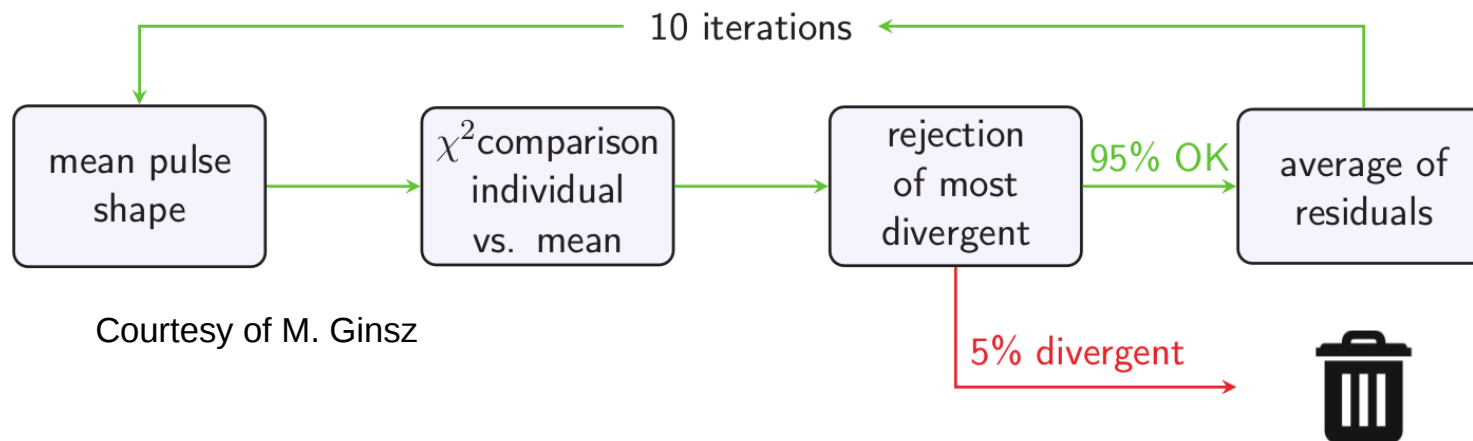 10 iterations
mean pulse
shape
χ²comparison
individual
vs. mean
rejection
of most
divergent
95% OK
average of
residuals
Courtesy of M. Ginsz
5% divergent